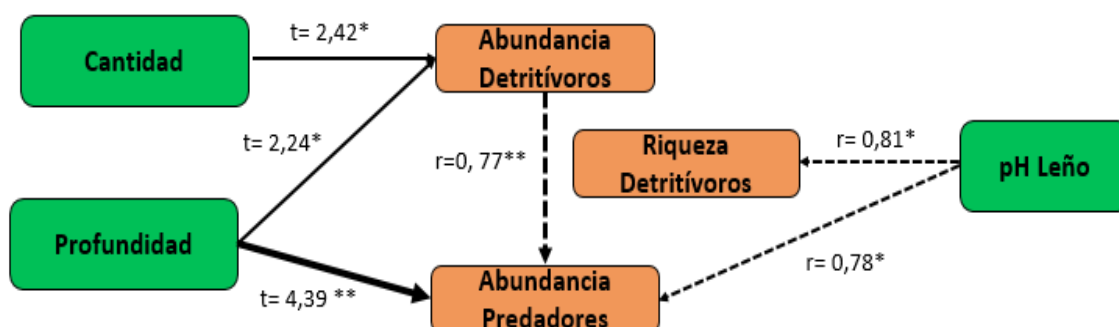 Cantidad
t= 2,42*
Abundancia
Detritívoros
t= 2,24*
r=0, 77**
Riqueza
Detritívoros
r= 0,81*
pH Leño
Profundidad
t= 4,39 **
Abundancia
Predadores
r= 0,78*